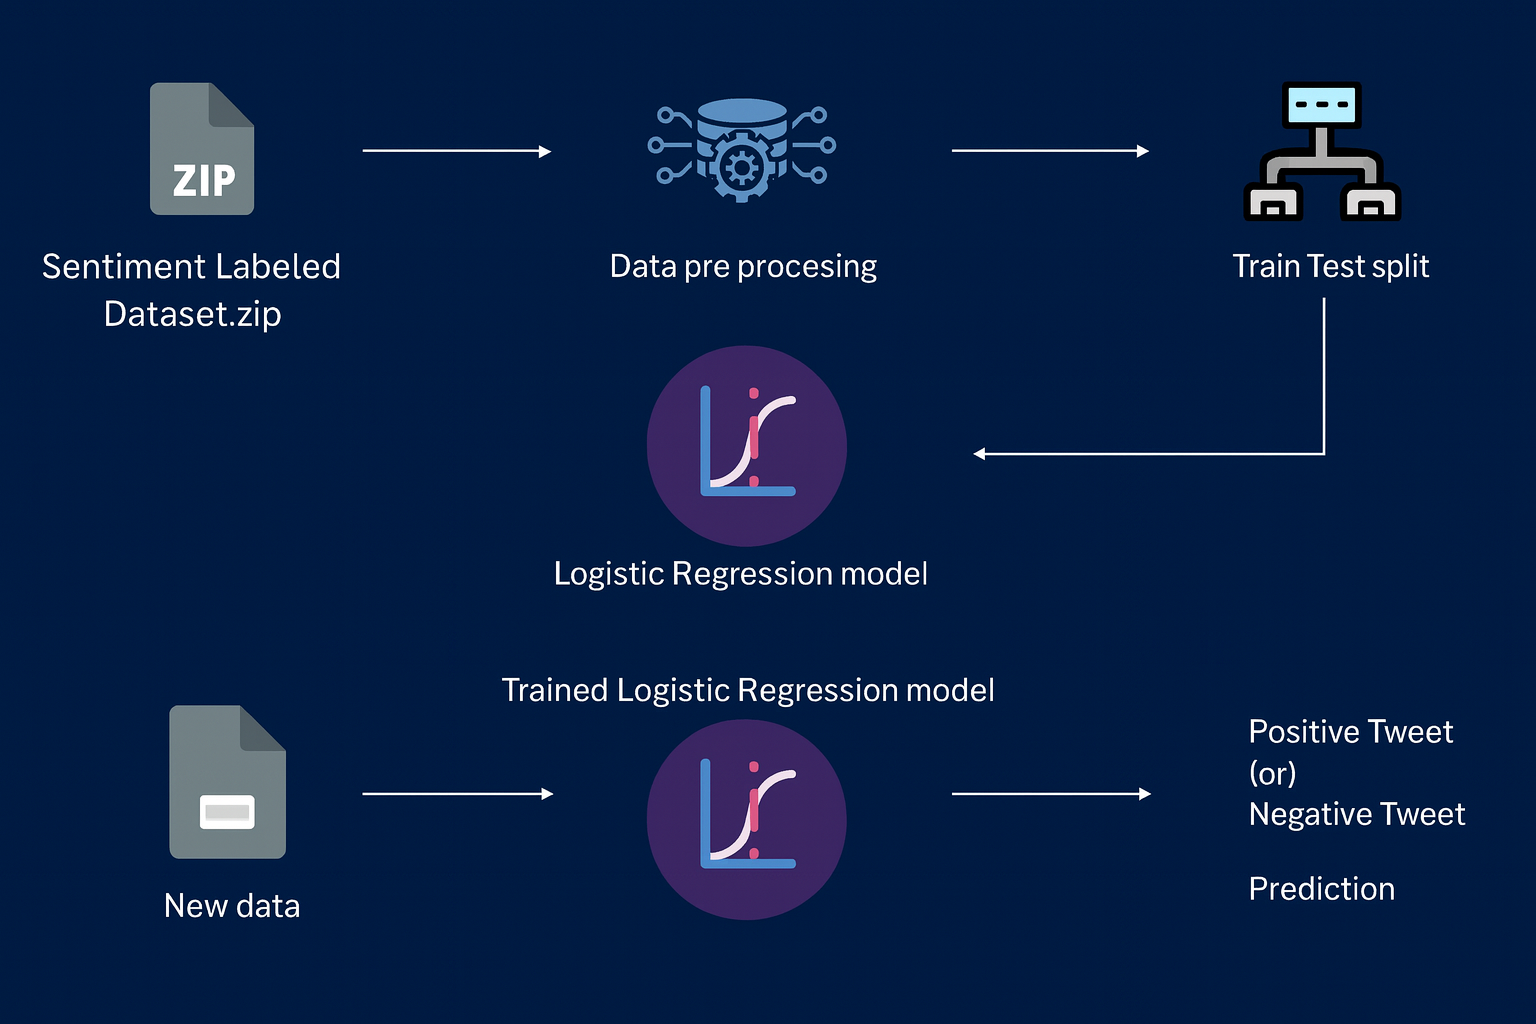 ZIP
Sentiment Labeled
Dataset.zip
Data pre procesing
Train Test split
Logistic Regression model
Trained Logistic Regression model
New data
Positive Tweet
(or)
Negative Tweet
Prediction